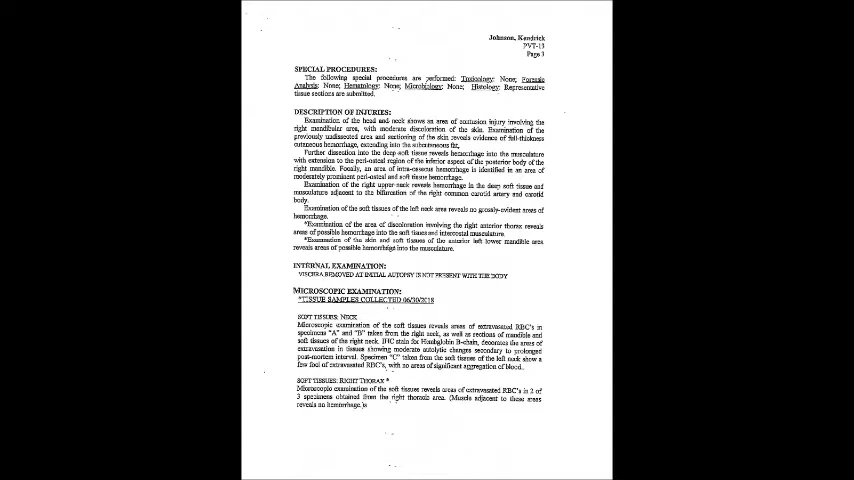 Johnson, Kendrick
PVT-13
Page 3
SPECIAL PROCEDURES:
The following special procedures are performed: Toxicology: None; Forensic
Analysis: None; Hematology: None; Microbiology: None; Histology: Representative
tissue sections are submitted.
DESCRIPTION OF INJURIES:
Examination of the head and neck shows an area of contusion injury involving the
right mandibular area, with moderate discoloration of the skin. Examination of the
previously undissected area and sectioning of the skin reveals evidence of full-thickness
cutaneous hemorrhage, extending into the subcutaneous fat.
Further dissection into the deep soft tissue reveals hemorrhage into the musculature
with extension to the peri-osteal region of the inferior aspect of the posterior body of the
right mandible. Focally, an area of intra-osseous hemorrhage is identified in an area of
moderately prominent peri-osteal and soft tissue hemorrhage.
Examination of the right upper neck reveals hemorrhage in the deep soft tissue and
musculature adjacent to the bifurcation of the right common carotid artery and carotid
body.
Examination of the soft tissues of the left neck area reveals no grossly-evident areas of
hemorrhage.
*Examination of the area of discoloration involving the right anterior thorax reveals
areas of possible hemorrhage into the soft tissues and intercostal musculature.
*Examination of the skin and soft tissues of the anterior left lower mandible area
reveals areas of possible hemorrhage into the musculature.
INTERNAL EXAMINATION:
VISCERA REMOVED AT INITIAL AUTOPSY IS NOT PRESENT WITH THE BODY
MICROSCOPIC EXAMINATION:
*TISSUE SAMPLES COLLECTED 06/30/2018
SOFT TISSUES: NECK
Microscopic examination of the soft tissues reveals areas of extravasated RBC's in
specimens "A" and "B" taken from the right neck, as well as sections of mandible and
soft tissues of the right neck. IHC stain for Hemoglobin B-chain, decorates the areas of
extravasation in tissues showing moderate autolytic changes secondary to prolonged
post-mortem interval. Specimen "C" taken from the soft tissues of the left neck show a
few foci of extravasated RBC's, with no areas of significant aggregation of blood.
SOFT TISSUES: RIGHT THORAX *
Microscopic examination of the soft tissues reveals areas of extravasated RBC's in 2 of
3 specimens obtained from the right thoracic area. (Muscle adjacent to these areas
reveals no hemorrhage.)s